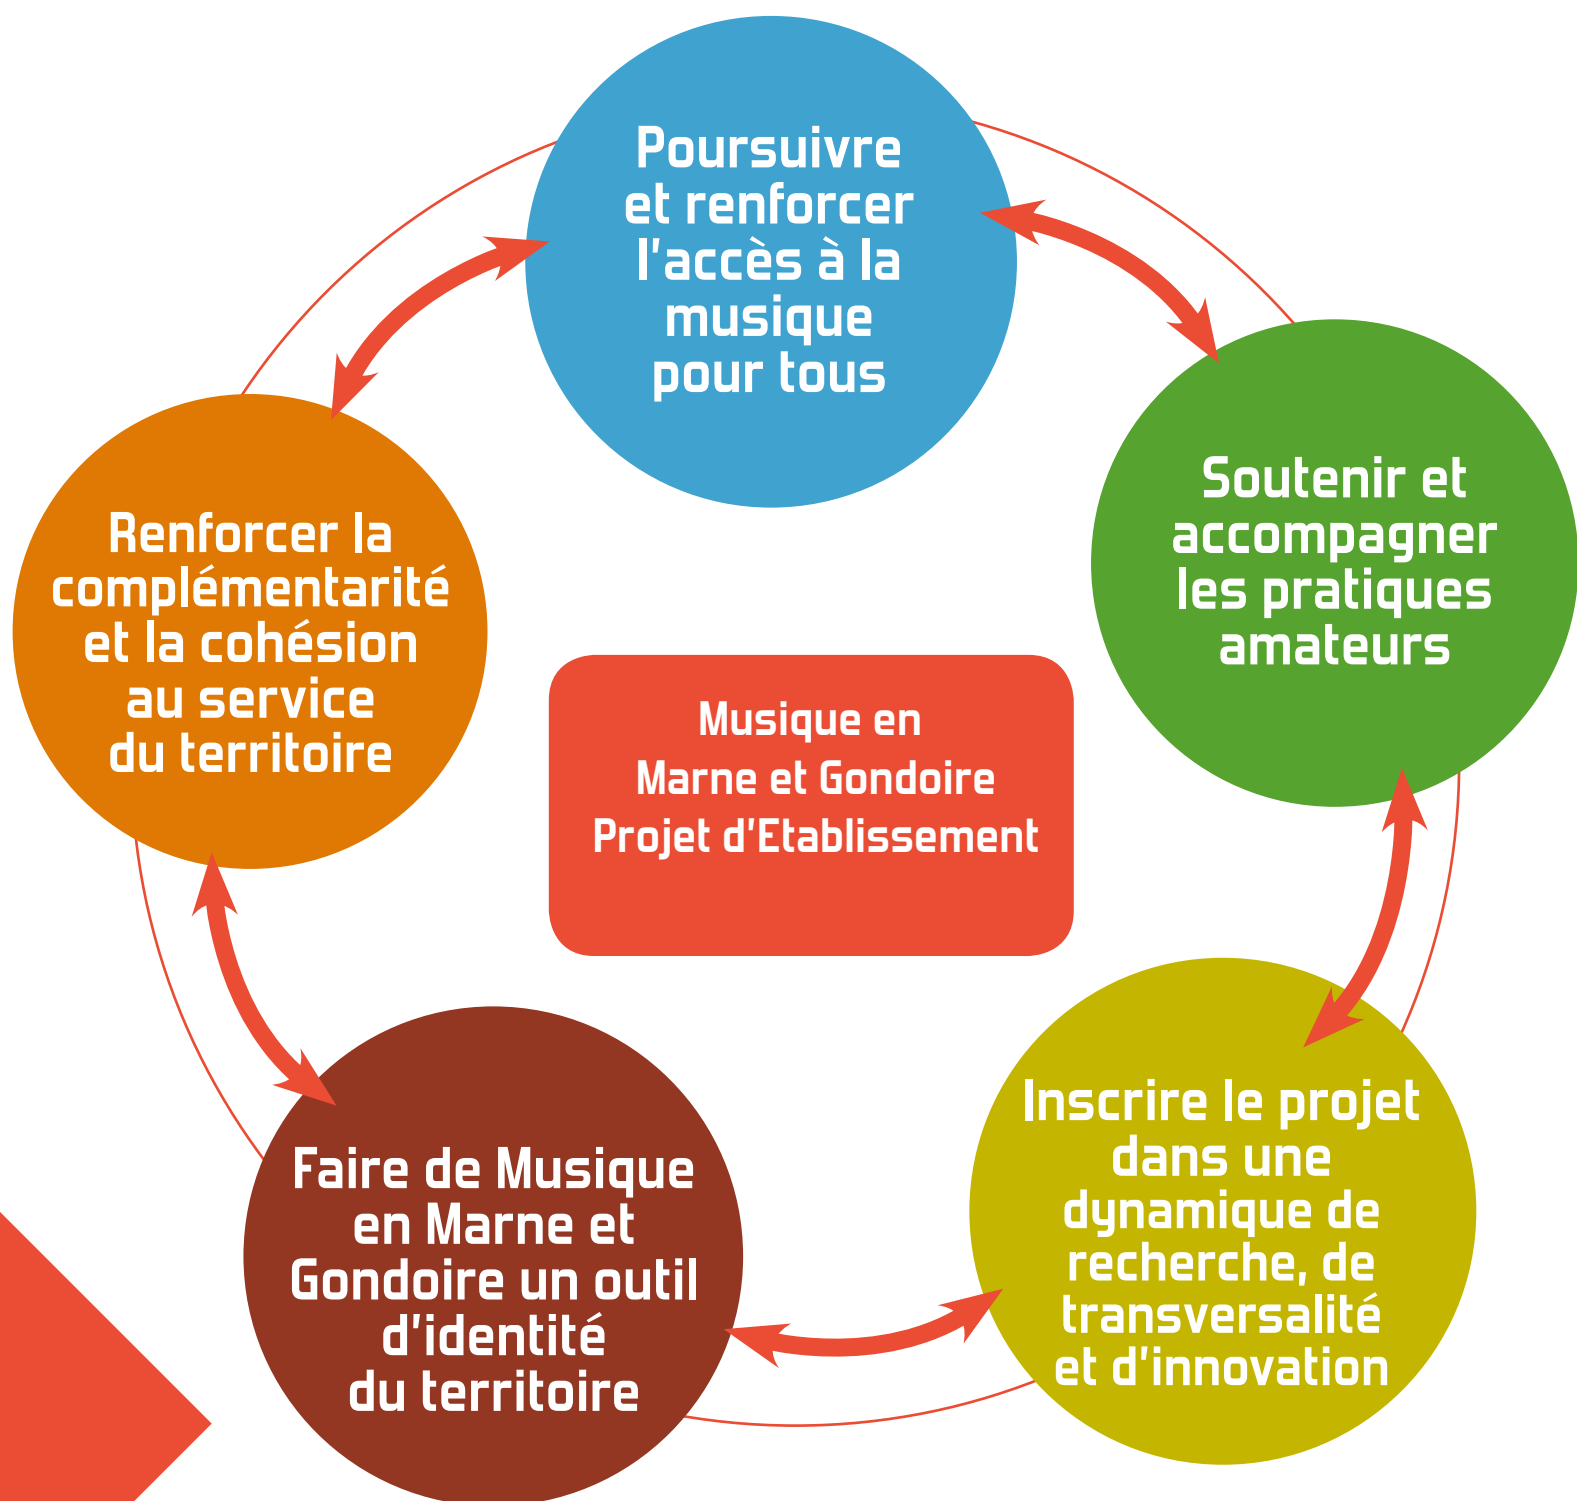 Poursuivre
et renforcer
l'accès à la
musique
pour tous
Soutenir et
accompagner
les pratiques
amateurs
Renforcer la
complémentarité
et la cohésion
au service
du territoire
Musique en
Marne et Gondoire
Projet d'Etablissement
Inscrire le projet
dans une
dynamique de
recherche, de
transversalité
et d'innovation
Faire de Musique
en Marne et
Gondoire un outil
d'identité
du territoire